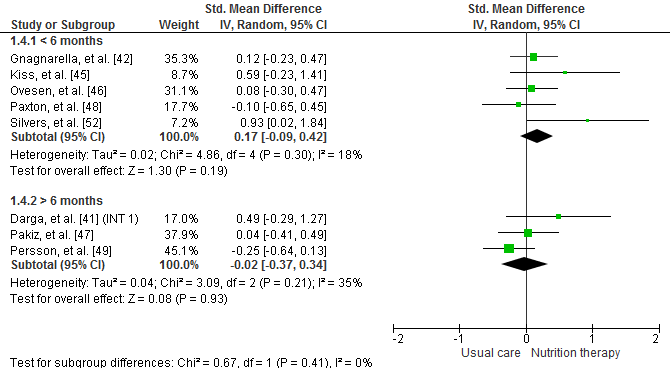 Std. Mean Difference Std. Mean Difference
Study or Subgroup Weight IV, Random, 95% CI IV, Random, 95% CI
1.4.1 < 6 months
Gnagnarella, et al. [42] 35.3% 0.12 [-0.23, 0.47]
Kiss, et al. [45] 8.7% 0.59 [-0.23, 1.41]
Ovesen, et al. [46] 31.1% 0.08 [-0.30, 0.47]
Paxton, et al. [48] 17.7% -0.10 [-0.65, 0.45]
Silvers, et al. [52] 7.2% 0.93 [0.02, 1.84]
Subtotal (95% CI) 100.0% 0.17 [-0.09, 0.42]
Heterogeneity: Tau² = 0.02; Chi² = 4.86, df = 4 (P = 0.30); I² = 18%
Test for overall effect: Z = 1.30 (P = 0.19)
1.4.2 > 6 months
Darga, et al. [41] (INT 1) 17.0% 0.49 [-0.29, 1.27]
Pakiz, et al. [47] 37.9% 0.04 [-0.41, 0.49]
Persson, et al. [49] 45.1% -0.25 [-0.64, 0.13]
Subtotal (95% CI) 100.0% -0.02 [-0.37, 0.34]
Heterogeneity: Tau² = 0.04; Chi² = 3.09, df = 2 (P = 0.21); I² = 35%
Test for overall effect: Z = 0.08 (P = 0.93)
-2 -1 0 1 2
Usual care Nutrition therapy
Test for subgroup differences: Chi² = 0.67, df = 1 (P = 0.41), I² = 0%